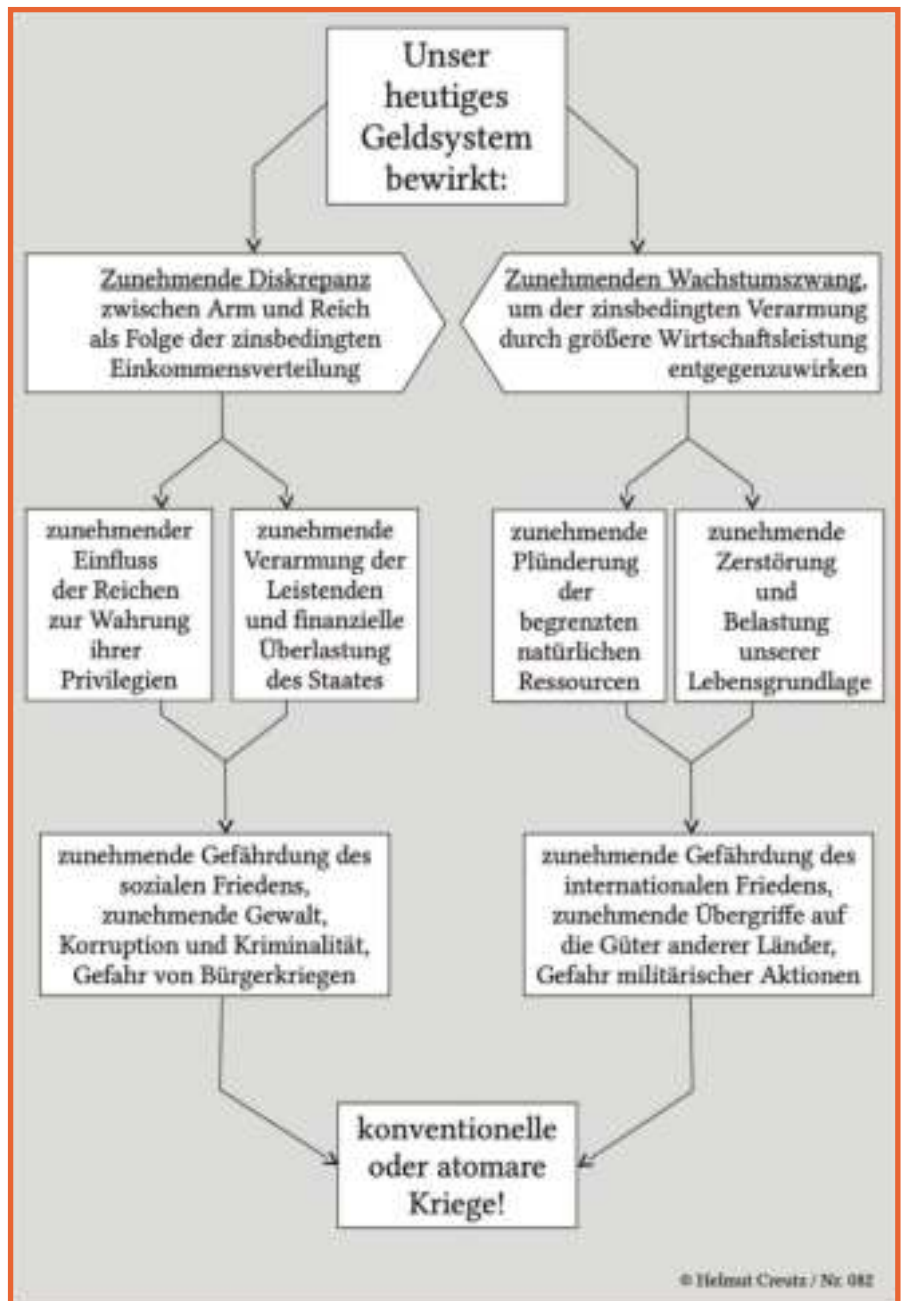 Unser
heutiges
Geldsystem
bewirkt:
Zunehmende Diskrepanz
zwischen Arm und Reich
als Folge der zinsbedingten
Einkommensverteilung
Zunehmenden Wachstumszwang,
um der zinsbedingten Verarmung
durch größere Wirtschaftsleistung
entgegenzuwirken
zunehmender
Einfluss
der Reichen
zur Wahrung
ihrer
Privilegien
zunehmende
Verarmung der
Leistenden
und finanzielle
Überlastung
des Staates
zunehmende
Plünderung
der
begrenzten
natürlichen
Ressourcen
zunehmende
Zerstörung
und
Belastung
unserer
Lebensgrundlage
zunehmende Gefährdung des
sozialen Friedens,
zunehmende Gewalt,
Korruption und Kriminalität,
Gefahr von Bürgerkriegen
zunehmende Gefährdung des
internationalen Friedens,
zunehmende Übergriffe auf
die Güter anderer Länder,
Gefahr militärischer Aktionen
konventionelle
oder atomare
Kriege!
© Helmut Creutz / Nr. 082